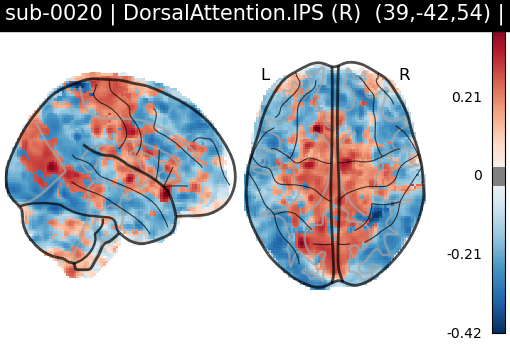 sub-0020 | DorsalAttention.IPS (R)  (39,-42,54) |
L
R
0.21
0
-0.21
-0.42